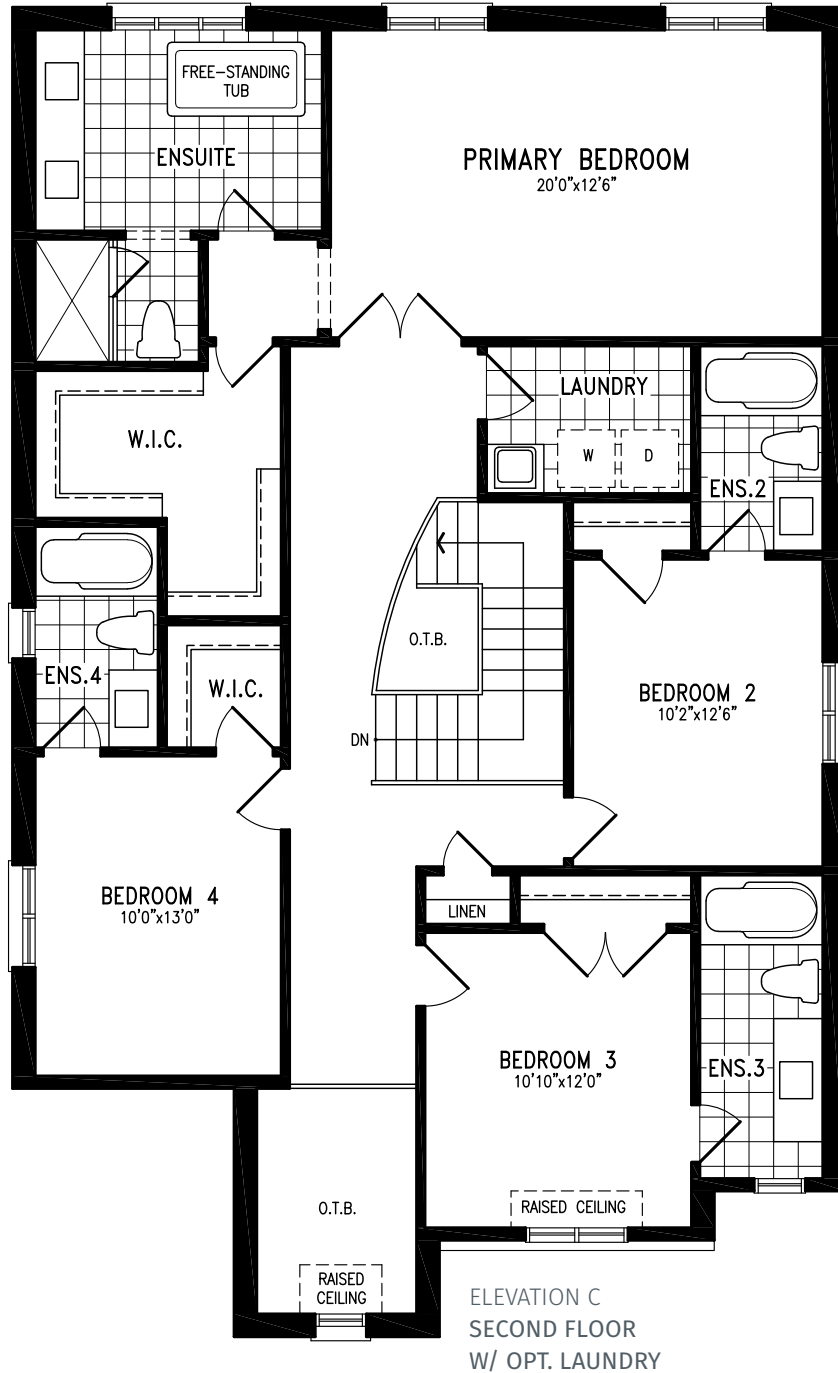 FREE-STANDING
TUB
ENSUITE
PRIMARY BEDROOM
20'0"x12'6"
LAUNDRY
W.I.C.
W
D
ENS.2
O.T.B.
ENS.4
W.I.C.
BEDROOM 2
10'2"x12'6"
DN
BEDROOM 4
10'0"x13'0"
LINEN
BEDROOM 3
10'10"x12'0"
ENS.3
O.T.B.
RAISED CEILING
RAISED
CEILING
ELEVATION C
SECOND FLOOR
W/ OPT. LAUNDRY